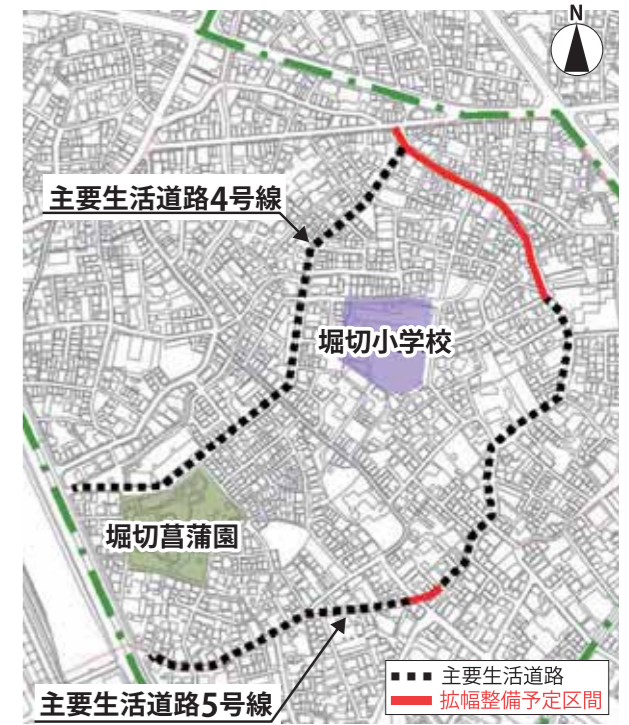 N
主要生活道路4号線
堀切小学校
堀切菖蒲園
主要生活道路5号線
主要生活道路
拡幅整備予定区間